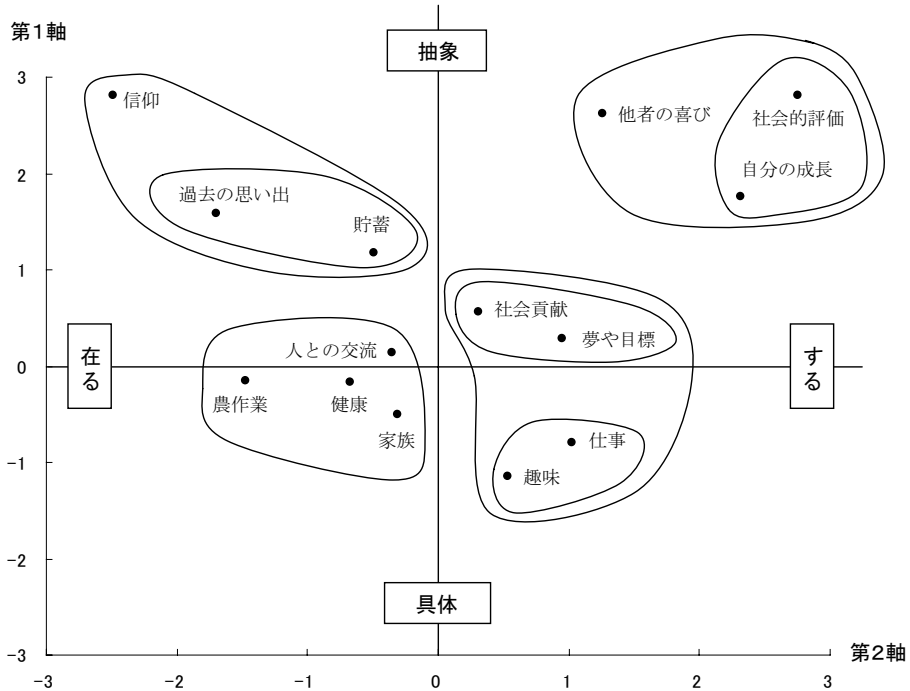 第1軸
抽象
3
信仰
他者の喜び
社会的評価
2
過去の思い出
自分の成長
貯蓄
1
社会貢献
人との交流
夢や目標
在る
0
する
農作業
健康
家族
仕事
-1
趣味
-2
具体
-3
第2軸
-3
-2
-1
0
1
2
3